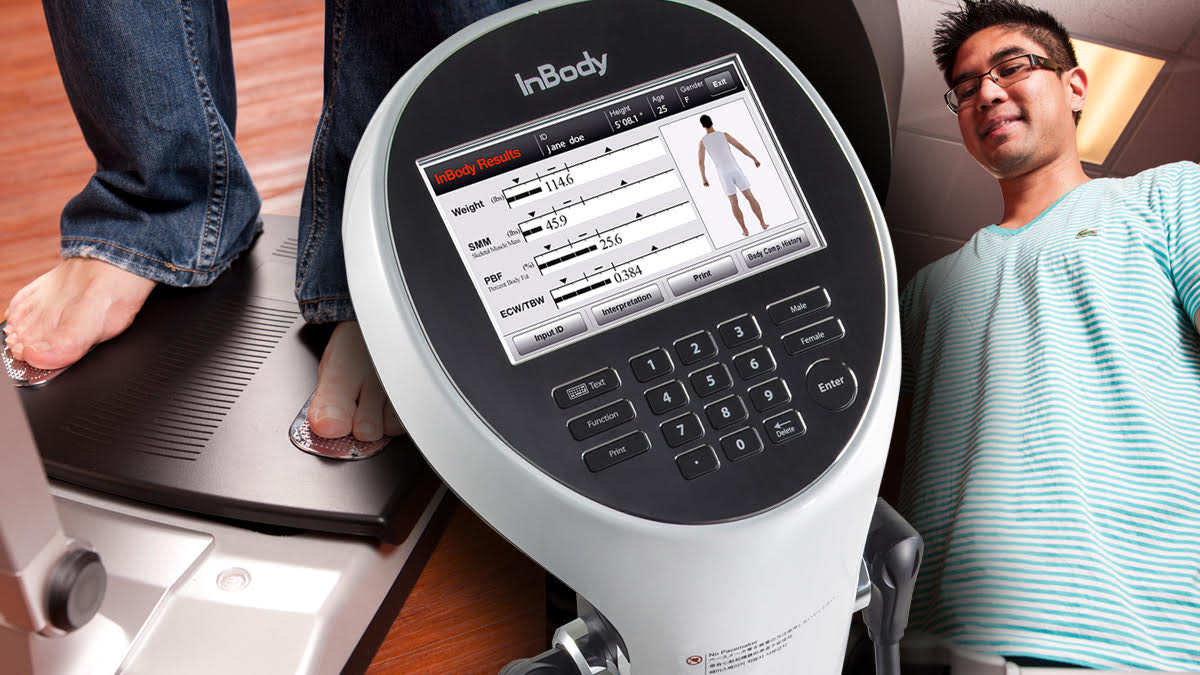 InBody
InBody Results
ID
Jane doe
Height
5'08.1"
Age
25
Gender
F
Exit
Weight (lbs) 114.6
SMM (lbs) 45.9
Skeletal Muscle Mass
PBF (%) 25.6
Percent Body Fat
ECW/TBW 0.384
Input ID
Interpretation
Print
Body Comp. History
1 2 3
Male
Text
4 5 6
Female
Function
7 8 9
Enter
Print
. 0
Delete
No Pacemaker